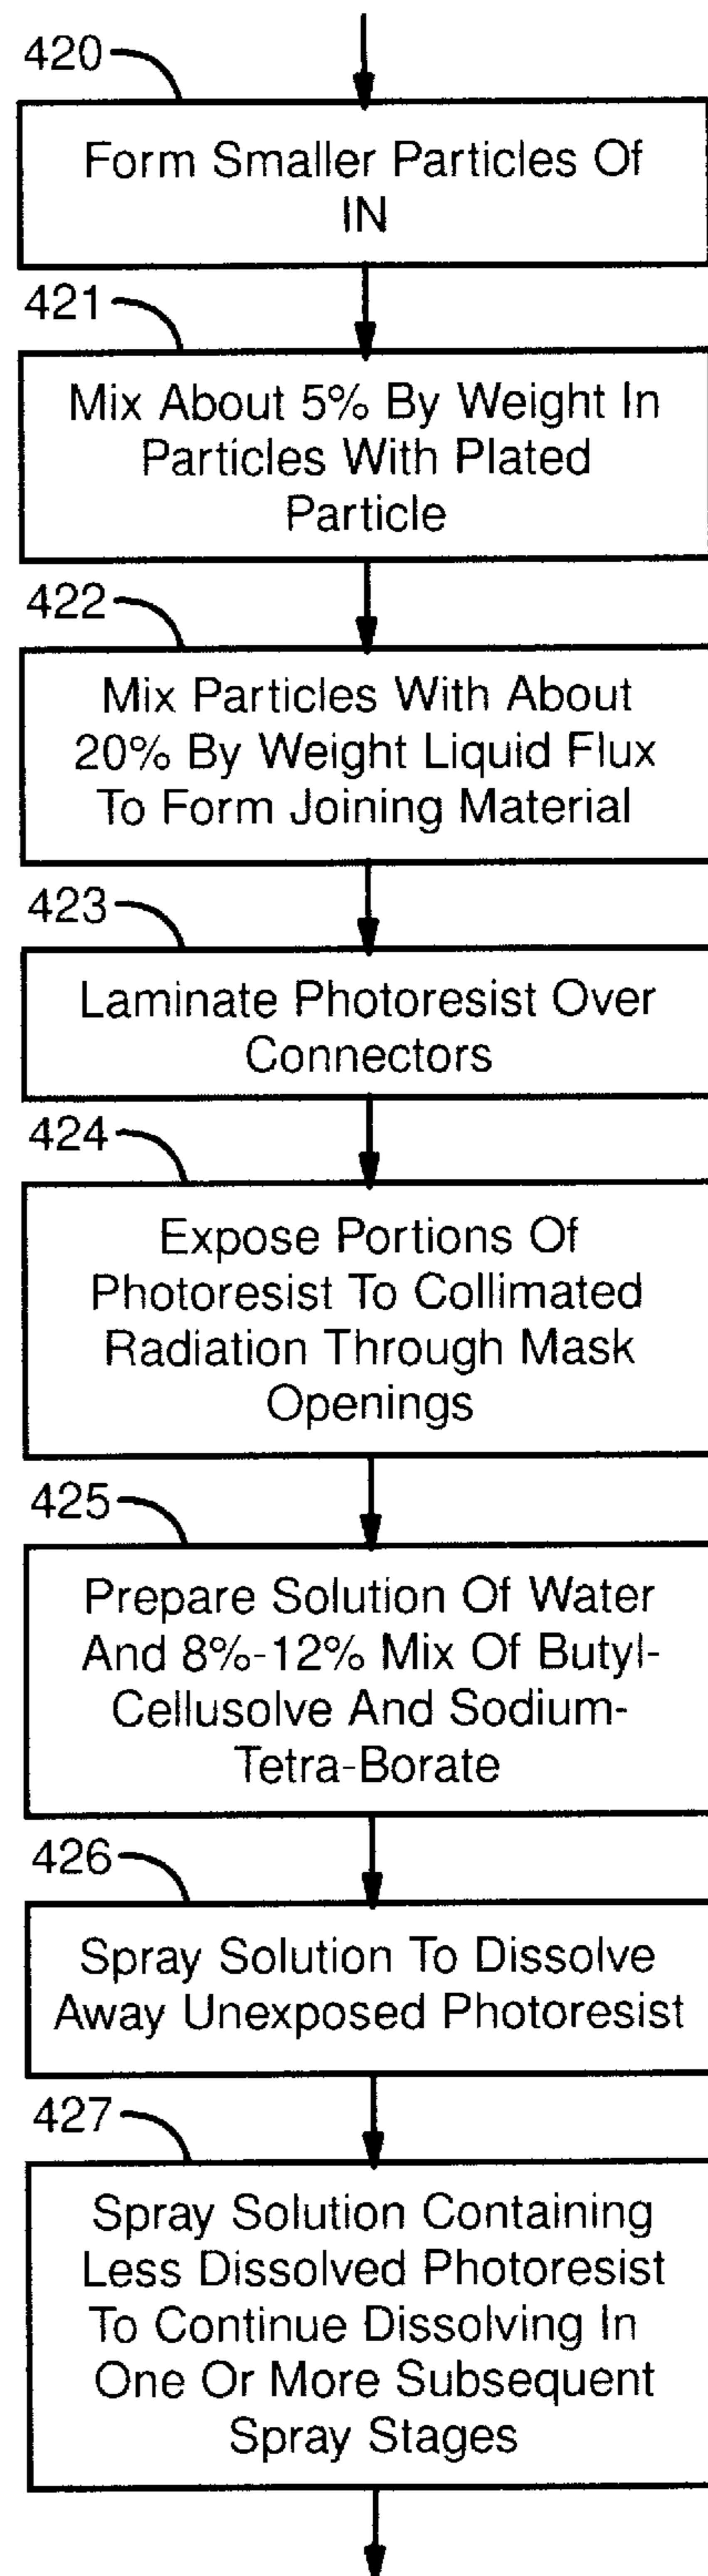 420
Form Smaller Particles Of
IN
421
Mix About 5% By Weight In
Particles With Plated
Particle
422
Mix Particles With About
20% By Weight Liquid Flux
To Form Joining Material
423
Laminate Photoresist Over
Connectors
424
Expose Portions Of
Photoresist To Collimated
Radiation Through Mask
Openings
425
Prepare Solution Of Water
And 8%-12% Mix Of Butyl-
Cellusolve And Sodium-
Tetra-Borate
426
Spray Solution To Dissolve
Away Unexposed Photoresist
427
Spray Solution Containing
Less Dissolved Photoresist
To Continue Dissolving In
One Or More Subsequent
Spray Stages